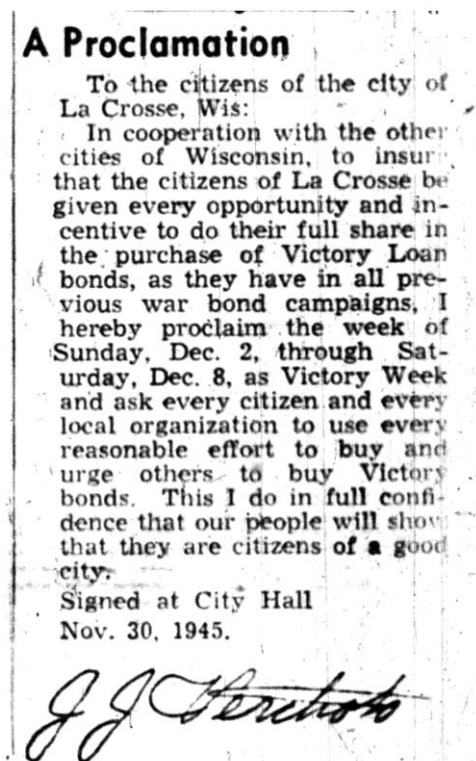 A Proclamation
To the citizens of the city of
La Crosse, Wis:
In cooperation with the other
cities of Wisconsin, to insur
that the citizens of La Crosse be
given every opportunity and in-
centive to do their full share in
the purchase of Victory Loan
bonds, as they have in all pre-
vious war bond campaigns, I
hereby proclaim the week of
Sunday, Dec. 2, through Sat-
urday, Dec. 8, as Victory Week
and ask every citizen and every
local organization to use every
reasonable effort to buy and
urge others to buy Victory
bonds. This I do in full confi-
dence that our people will show
that they are citizens of a good
city.
Signed at City Hall
Nov. 30, 1945.
J J